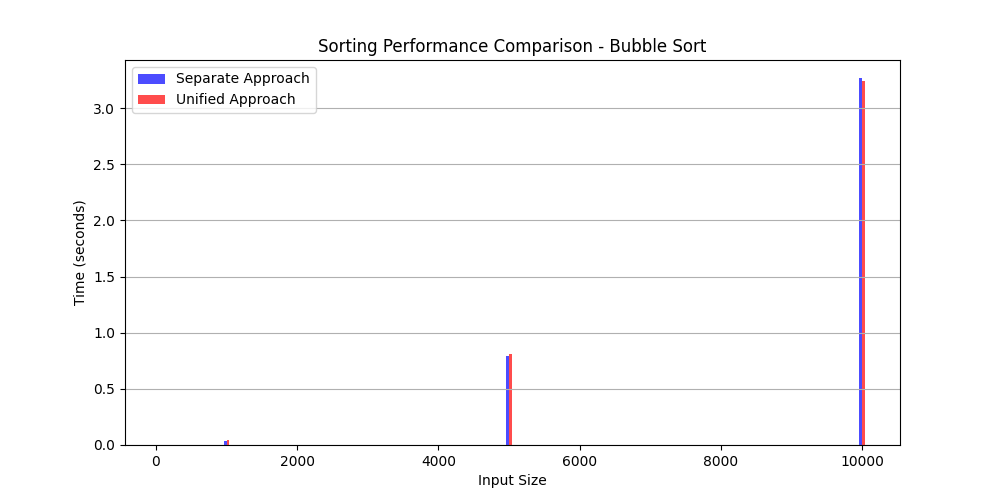 Sorting Performance Comparison - Bubble Sort
Separate Approach
Unified Approach
Time (seconds)
3.0
2.5
2.0
1.5
1.0
0.5
0.0
0 2000 4000 6000 8000 10000
Input Size